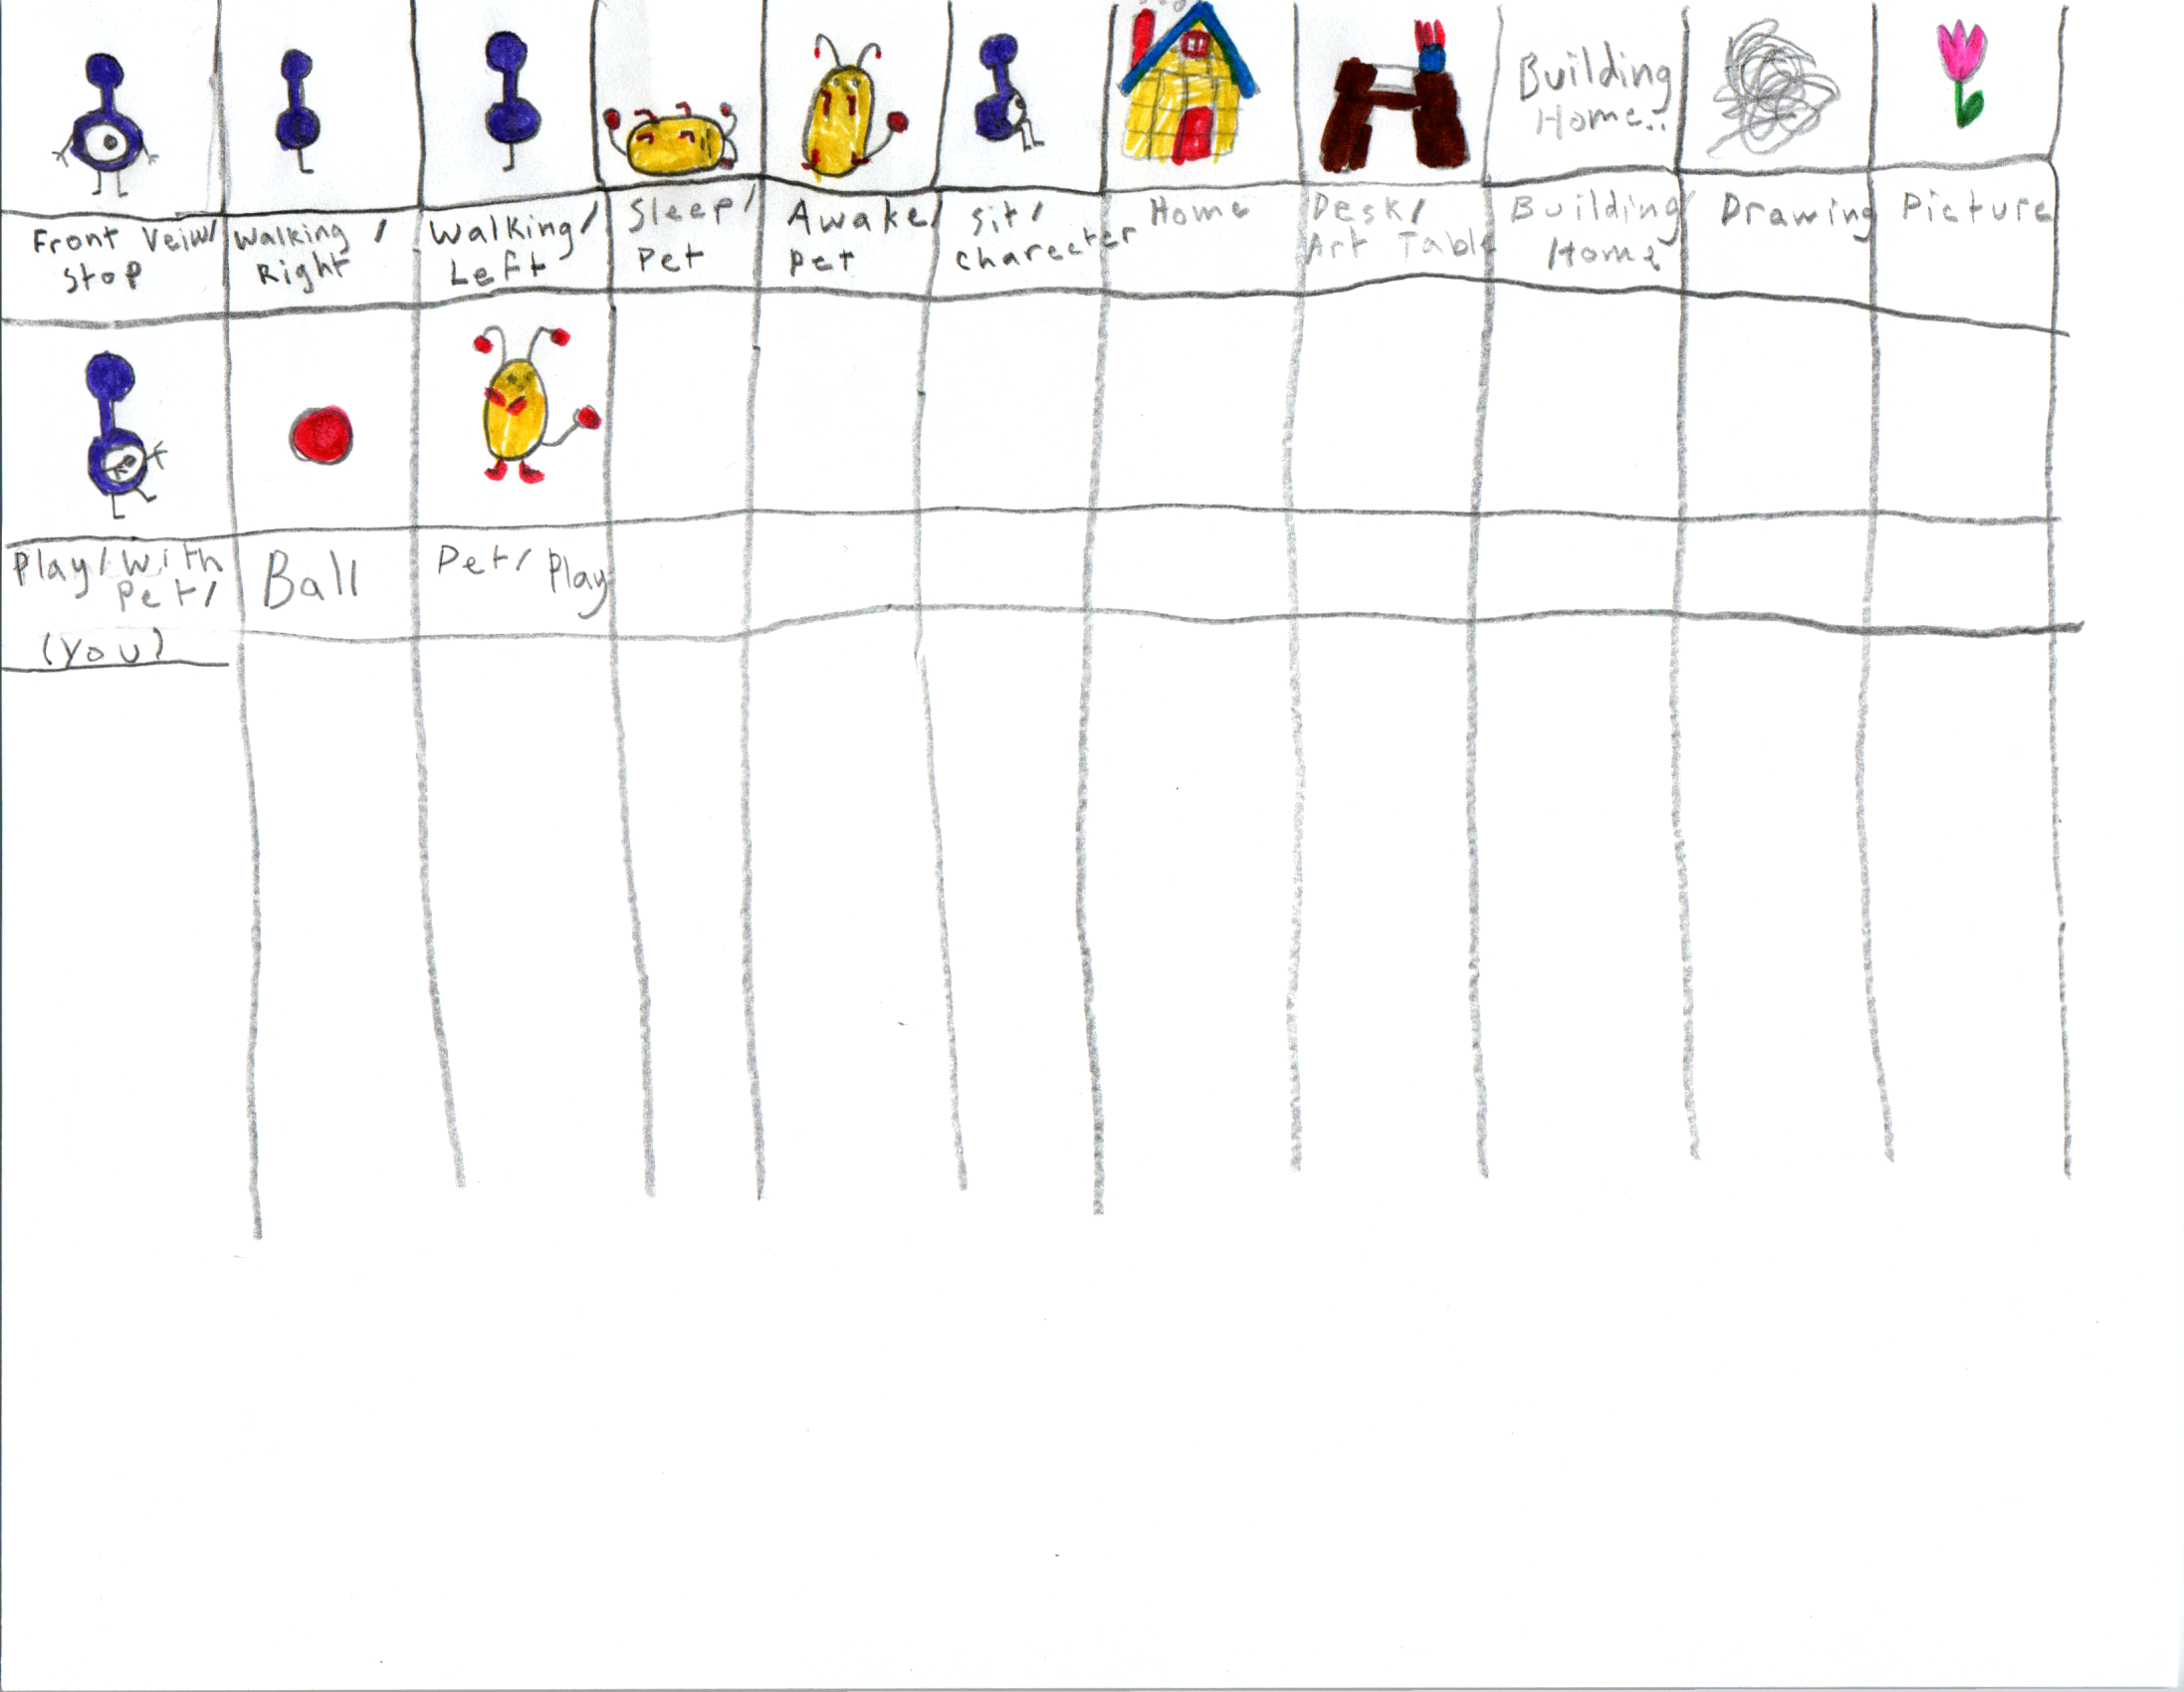 Building
Home..
Front Veiw/
Stop
Walking /
Right
Walking/
Left
Sleep/
Pet
Awake/
Pet
Sit/
Charecter
Home
Desk/
Art Table
Building
Home
Drawing
Picture
Play/with
Pet/
(you)
Ball
Pet/ Play